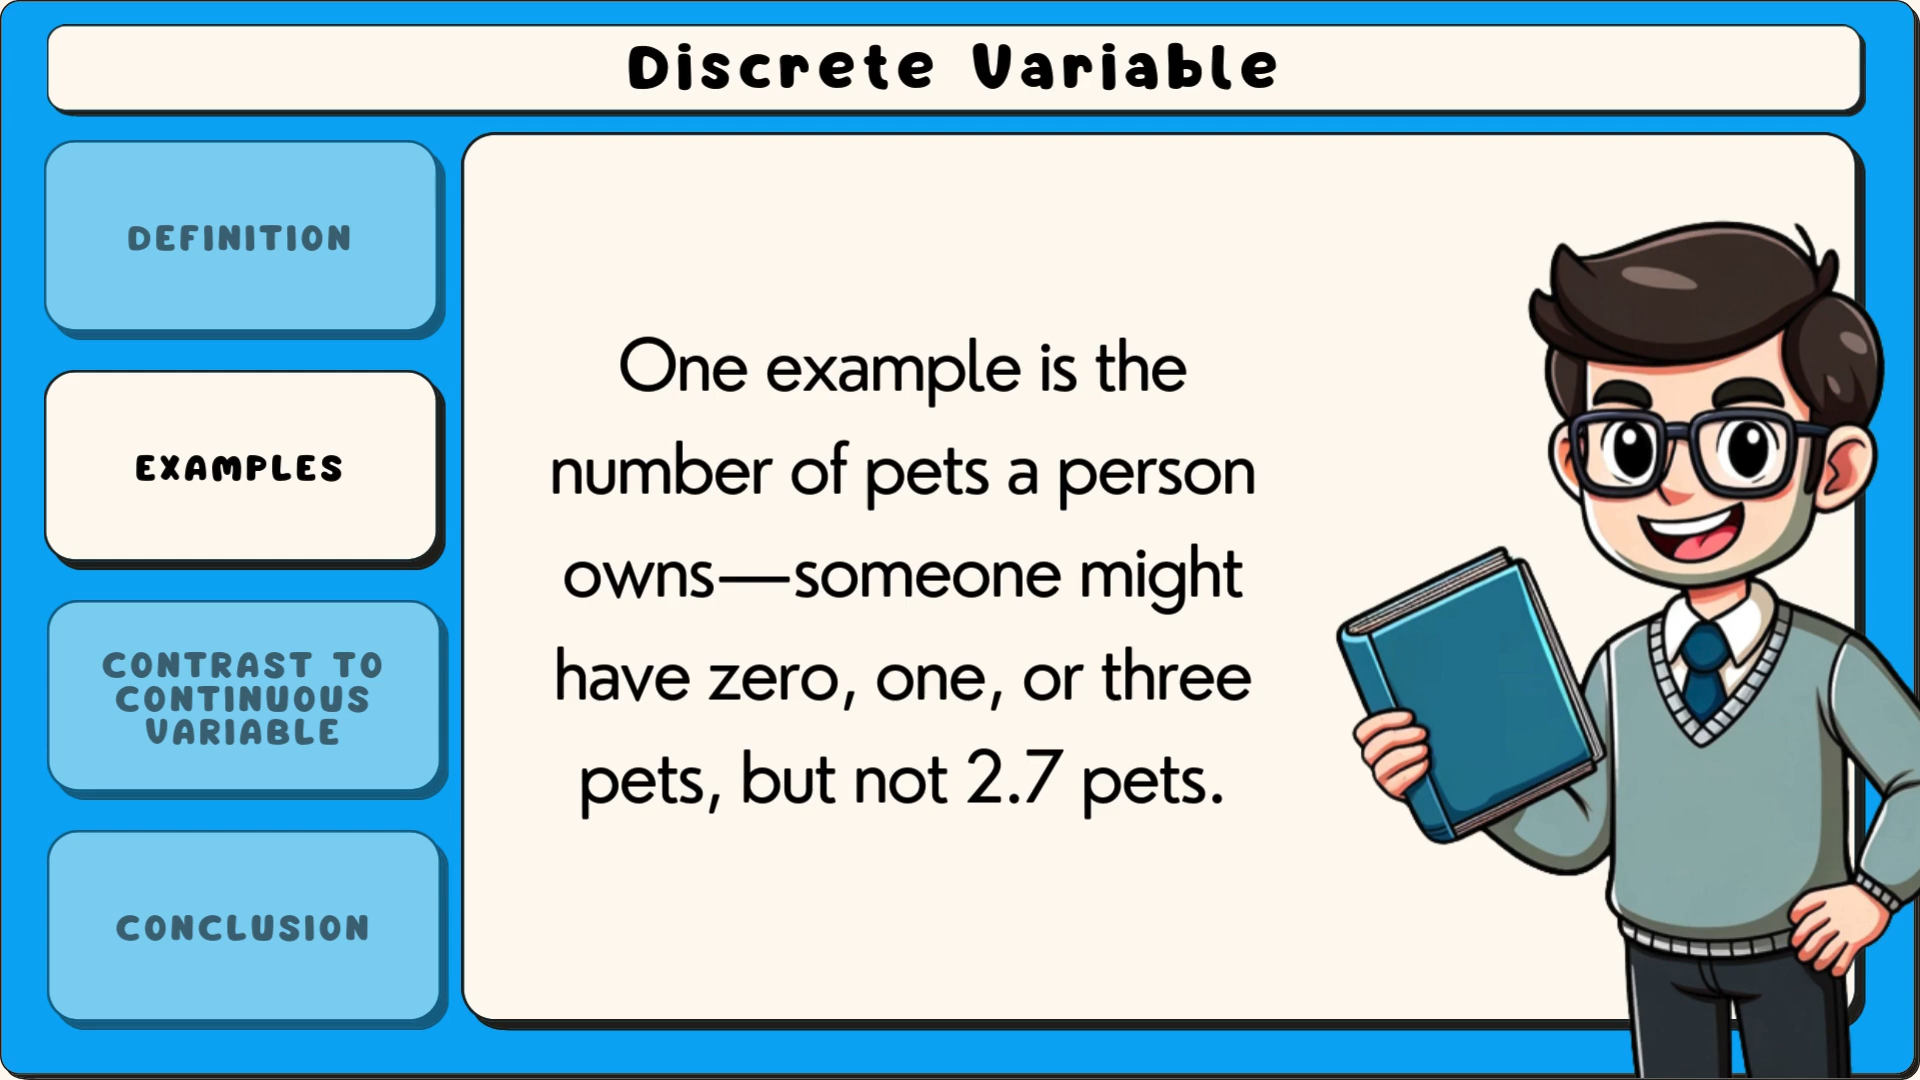 Discrete Variable
DEFINITION
EXAMPLES
CONTRAST TO
CONTINUOUS
VARIABLE
CONCLUSION
One example is the
number of pets a person
owns—someone might
have zero, one, or three
pets, but not 2.7 pets.